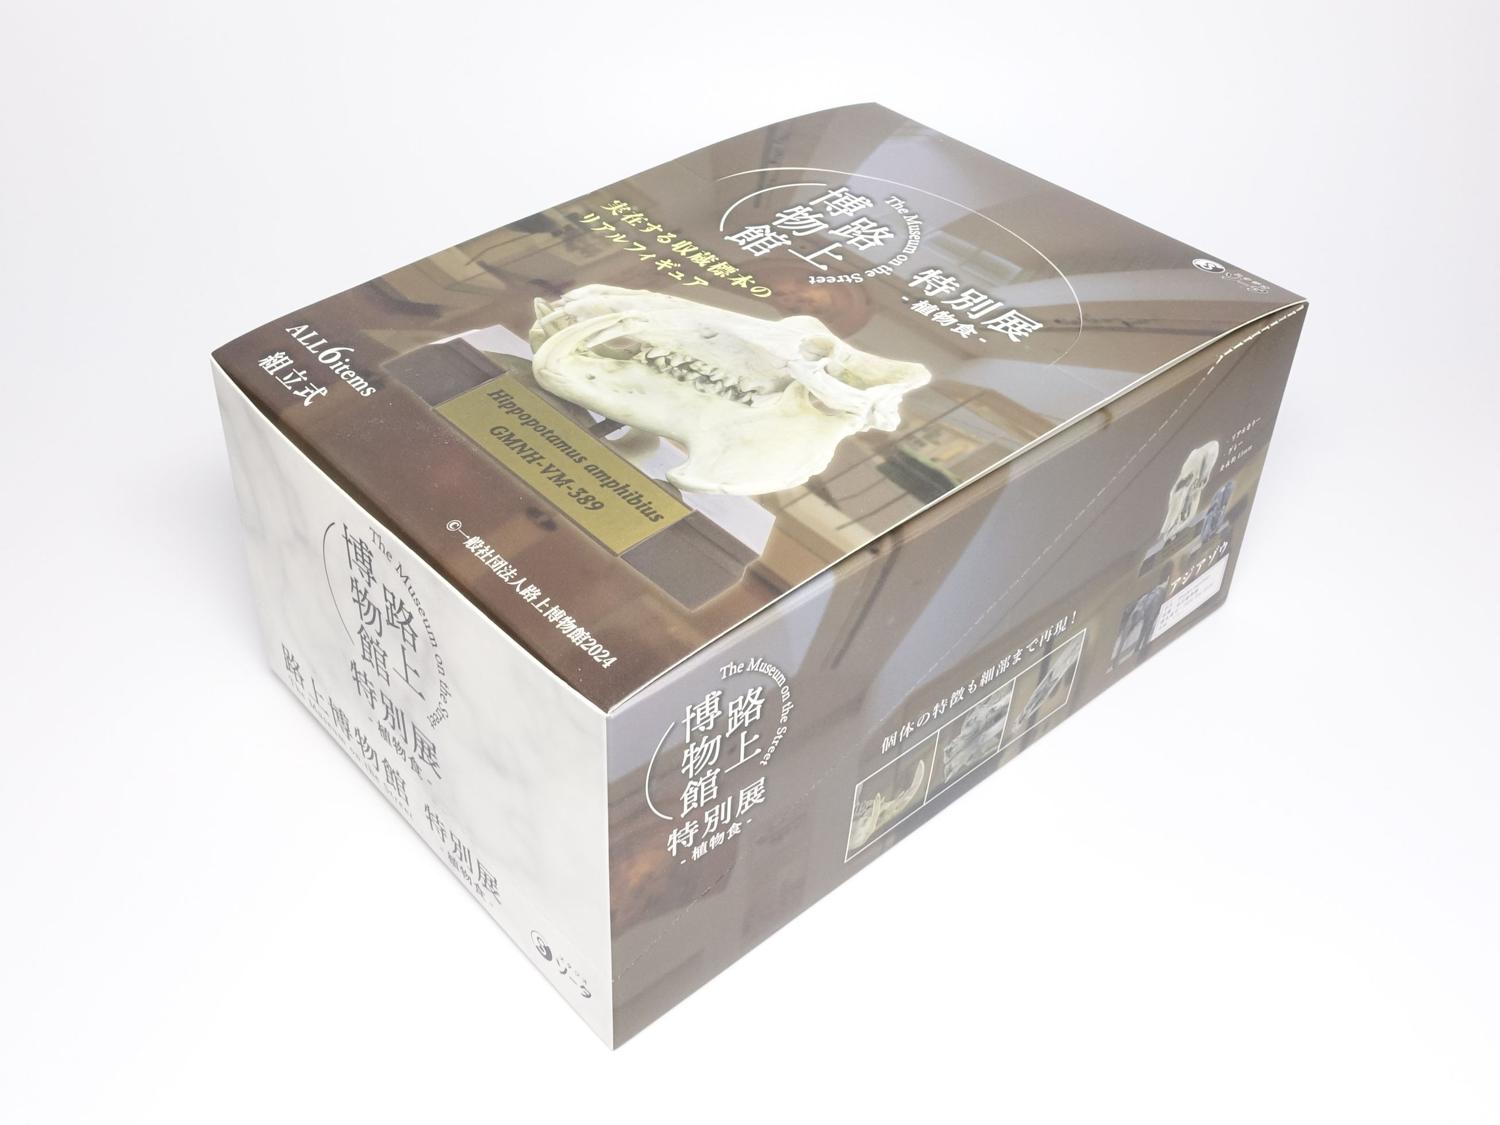 路上
博物館
The Museum on the Street
特別展
- 植物食 -
実在する収蔵標本の
リアルフィギュア
ALL6items
組立式
Hippopotamus amphibius
GMNH-VM-389
©一般社団法人路上博物館2024
The Museum on the Street
路上
博物館
特別展
- 植物食 -
路上博物館 特別展
- 植物食 -
ソータ
The Museum on the Street
路上
博物館
特別展
- 植物食 -
個体の特徴も細部まで再現！
アジアゾウ